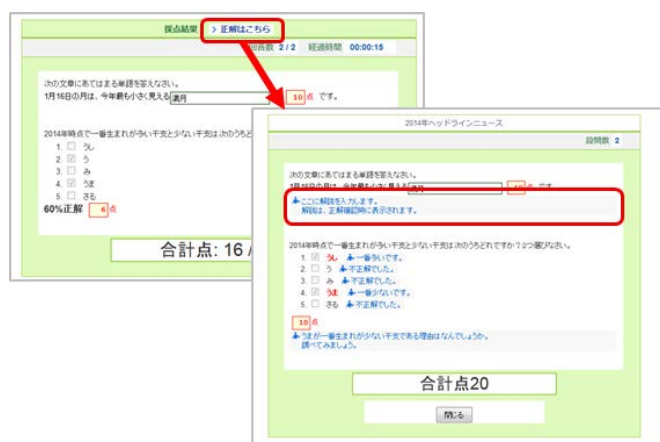 採点結果 > 正解はこちら
回答数 2 / 2 経過時間 00:00:15
次の文章にあてはまる単語を答えなさい。
1月16日の月は、今年最も小さく見える 満月 10 点 です。
2014年時点で一番生まれが多い干支と少ない干支は次のうちど
1. うし
2. う
3. み
4. うま
5. さる
60%正解 6 点
合計点: 16 /
2014年ヘッドラインニュース
設問数 2
次の文章にあてはまる単語を答えなさい。
1月16日の月は、今年最も小さく見える 満月 10 点 です
ここに解説を入力します。
解説は、正解確認時に表示されます。
2014年時点で一番生まれが多い干支と少ない干支は次のうちどれですか？2つ選びなさい。
1. うし 一番多いです。
2. う 不正解でした。
3. み 不正解でした。
4. うま 一番少ないです。
5. さる 不正解でした。
10 点
うまが一番生まれが少ない干支である理由はなんでしょうか。
調べてみましょう。
合計点20
閉じる